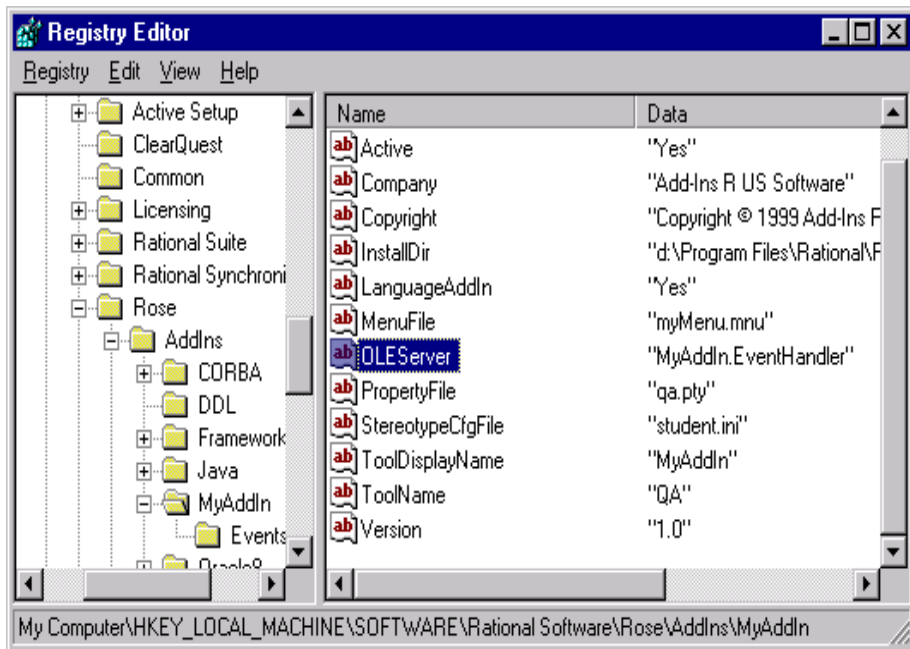 Registry Editor
Registry Edit View Help
Active Setup
ClearQuest
Common
Licensing
Rational Suite
Rational Synchroni
Rose
AddIns
CORBA
DDL
Framework
Java
MyAddIn
Events
Name Data
Active "Yes"
Company "Add-Ins R US Software"
Copyright "Copyright © 1999 Add-Ins R
InstallDir "d:\Program Files\Rational\R
LanguageAddIn "Yes"
MenuFile "myMenu.mnu"
OLEServer "MyAddIn.EventHandler"
PropertyFile "qa.pty"
StereotypeCfgFile "student.ini"
ToolDisplayName "MyAddIn"
ToolName "QA"
Version "1.0"
My Computer\HKEY_LOCAL_MACHINE\SOFTWARE\Rational Software\Rose\AddIns\MyAddIn